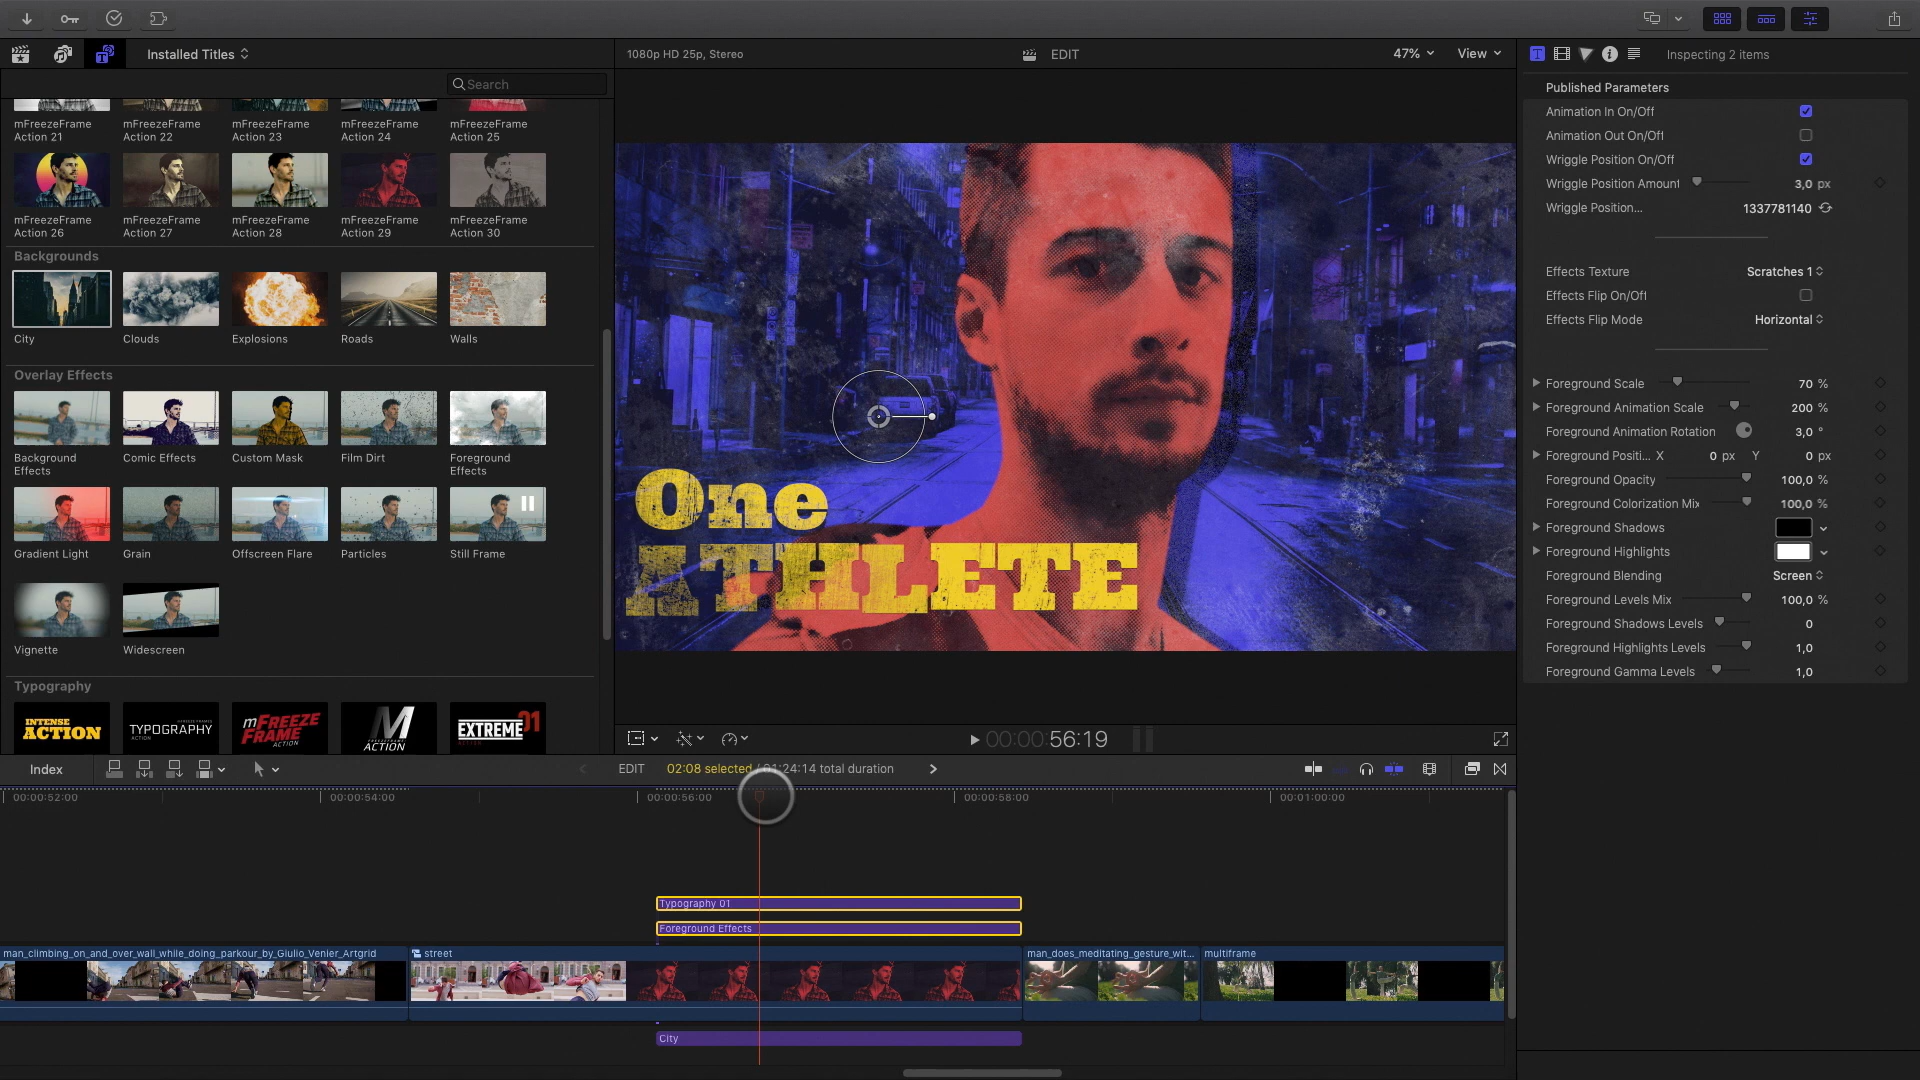 Installed Titles
1080p HD 25p, Stereo
EDIT
47%
View
Inspecting 2 items
Search
mFreezeFrame Action 21
mFreezeFrame Action 22
mFreezeFrame Action 23
mFreezeFrame Action 24
mFreezeFrame Action 25
mFreezeFrame Action 26
mFreezeFrame Action 27
mFreezeFrame Action 28
mFreezeFrame Action 29
mFreezeFrame Action 30
Backgrounds
City
Clouds
Explosions
Roads
Walls
Overlay Effects
Background Effects
Comic Effects
Custom Mask
Film Dirt
Foreground Effects
Gradient Light
Grain
Offscreen Flare
Particles
Still Frame
Vignette
Widescreen
Typography
INTENSE
ACTION
TYPOGRAPHY
ACTION
mFREEZE
FRAME
ACTION
M
ACTION
EXTREME 01
One
ATHLETE
Published Parameters
Animation In On/Off
Animation Out On/Off
Wriggle Position On/Off
Wriggle Position Amount 3,0 px
Wriggle Position... 1337781140
Effects Texture Scratches 1
Effects Flip On/Off
Effects Flip Mode Horizontal
Foreground Scale 70 %
Foreground Animation Scale 200 %
Foreground Animation Rotation 3,0 °
Foreground Positi... X 0 px Y 0 px
Foreground Opacity 100,0 %
Foreground Colorization Mix 100,0 %
Foreground Shadows
Foreground Highlights
Foreground Blending Screen
Foreground Levels Mix 100,0 %
Foreground Shadows Levels 0
Foreground Highlights Levels 1,0
Foreground Gamma Levels 1,0
00:00:56:19
Index
EDIT
02:08 selected / 01:24:14 total duration
00:00:52:00
00:00:54:00
00:00:56:00
00:00:58:00
00:01:00:00
Typography 01
Foreground Effects
man_climbing_on_and_over_wall_while_doing_parkour_by_Giulio_Venier_Artgrid
street
man_does_meditating_gesture_wit...
multiframe
City